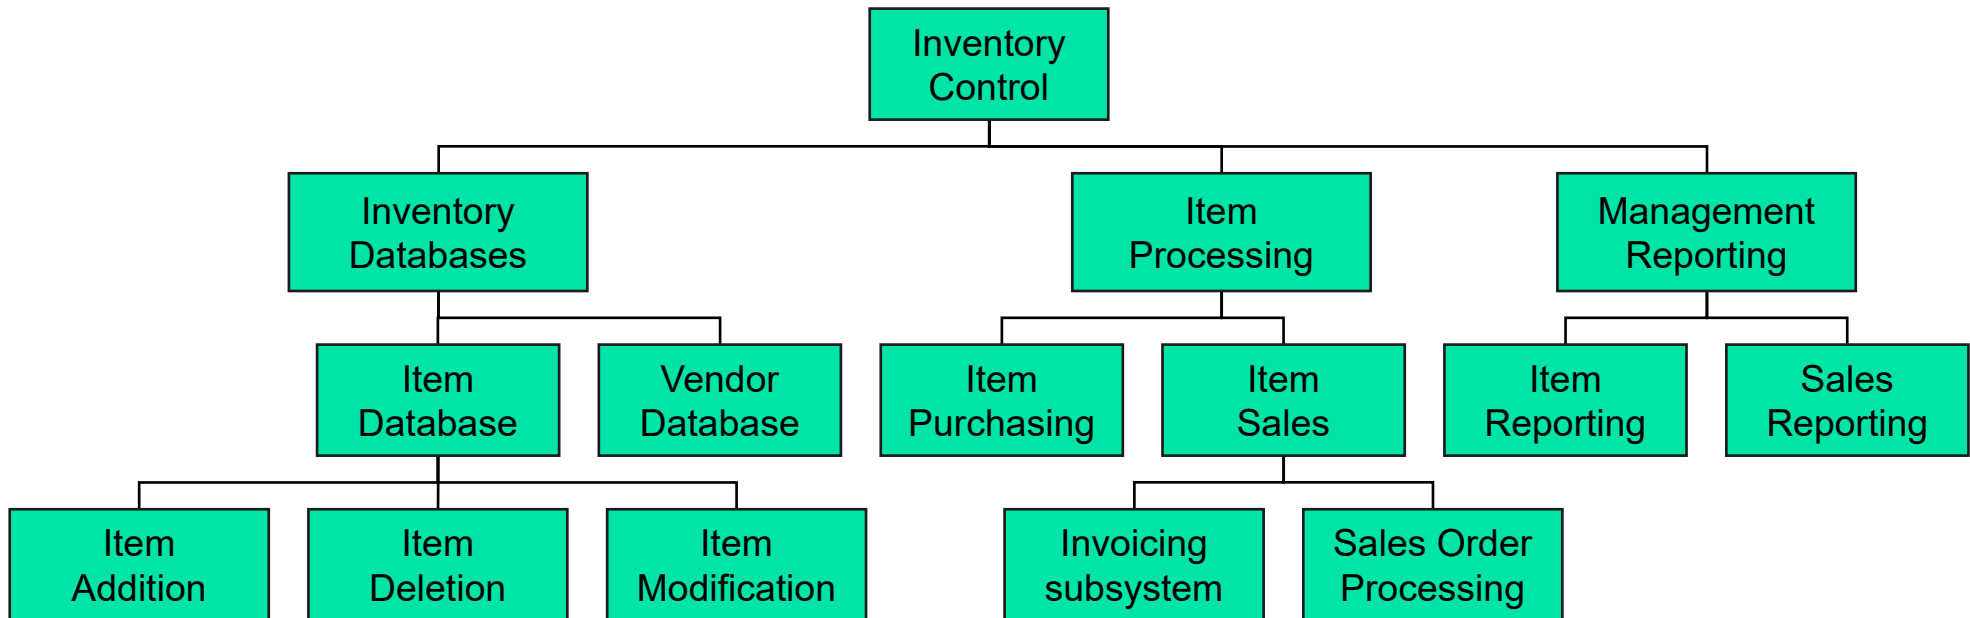 Inventory
Control
Inventory
Databases
Item
Processing
Management
Reporting
Item
Database
Vendor
Database
Item
Purchasing
Item
Sales
Item
Reporting
Sales
Reporting
Item
Addition
Item
Deletion
Item
Modification
Invoicing
subsystem
Sales Order
Processing